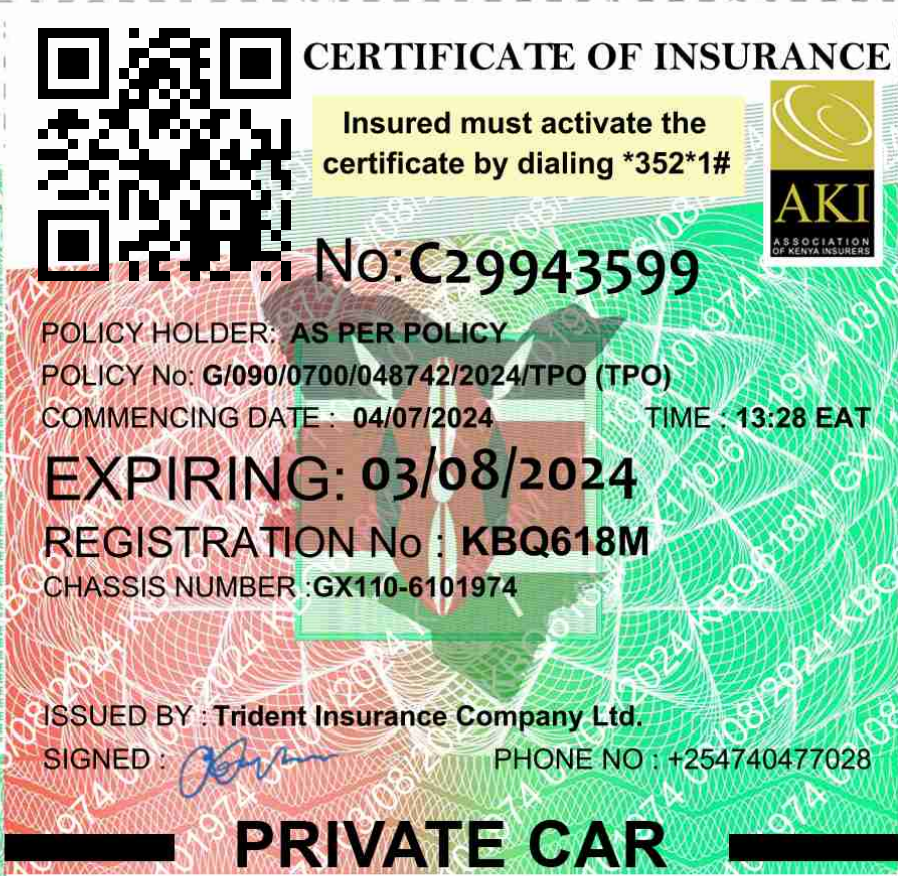 CERTIFICATE OF INSURANCE
Insured must activate the
certificate by dialing *352*1#
AKI
ASSOCIATION
OF KENYA INSURERS
No:C29943599
POLICY HOLDER: AS PER POLICY
POLICY No: G/090/0700/048742/2024/TPO (TPO)
COMMENCING DATE : 04/07/2024 TIME : 13:28 EAT
EXPIRING: 03/08/2024
REGISTRATION No : KBQ618M
CHASSIS NUMBER :GX110-6101974
ISSUED BY : Trident Insurance Company Ltd.
SIGNED : PHONE NO : +254740477028
PRIVATE CAR